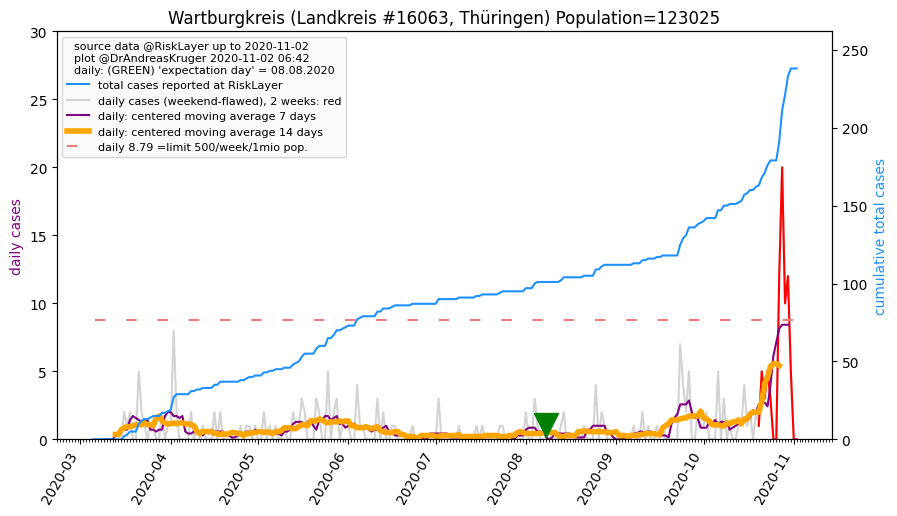 Wartburgkreis (Landkreis #16063, Thüringen) Population=123025
source data @RiskLayer up to 2020-11-02
plot @DrAndreasKruger 2020-11-02 06:42
daily: (GREEN) 'expectation day' = 08.08.2020
total cases reported at RiskLayer
daily cases (weekend-flawed), 2 weeks: red
daily: centered moving average 7 days
daily: centered moving average 14 days
daily 8.79 =limit 500/week/1mio pop.
daily cases
30
25
20
15
10
5
0
cumulative total cases
250
200
150
100
50
0
2020-03
2020-04
2020-05
2020-06
2020-07
2020-08
2020-09
2020-10
2020-11